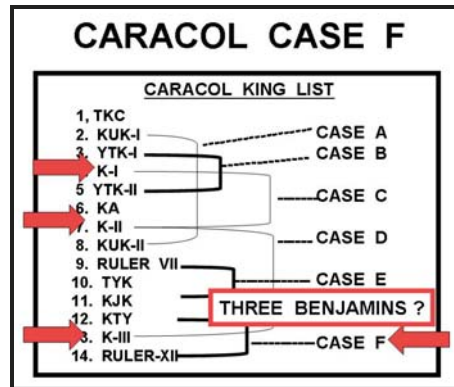 CARACOL CASE F
CARACOL KING LIST
1, TKC
2. KUK-I
3. YTK-I
K-I
5 YTK-II
6. KA
7. K-II
8. KUK-II
9. RULER VII
10. TYK
11. KJK
12. KTY
3. K-III
14. RULER-XII
CASE A
CASE B
CASE C
CASE D
CASE E
THREE BENJAMINS ?
CASE F